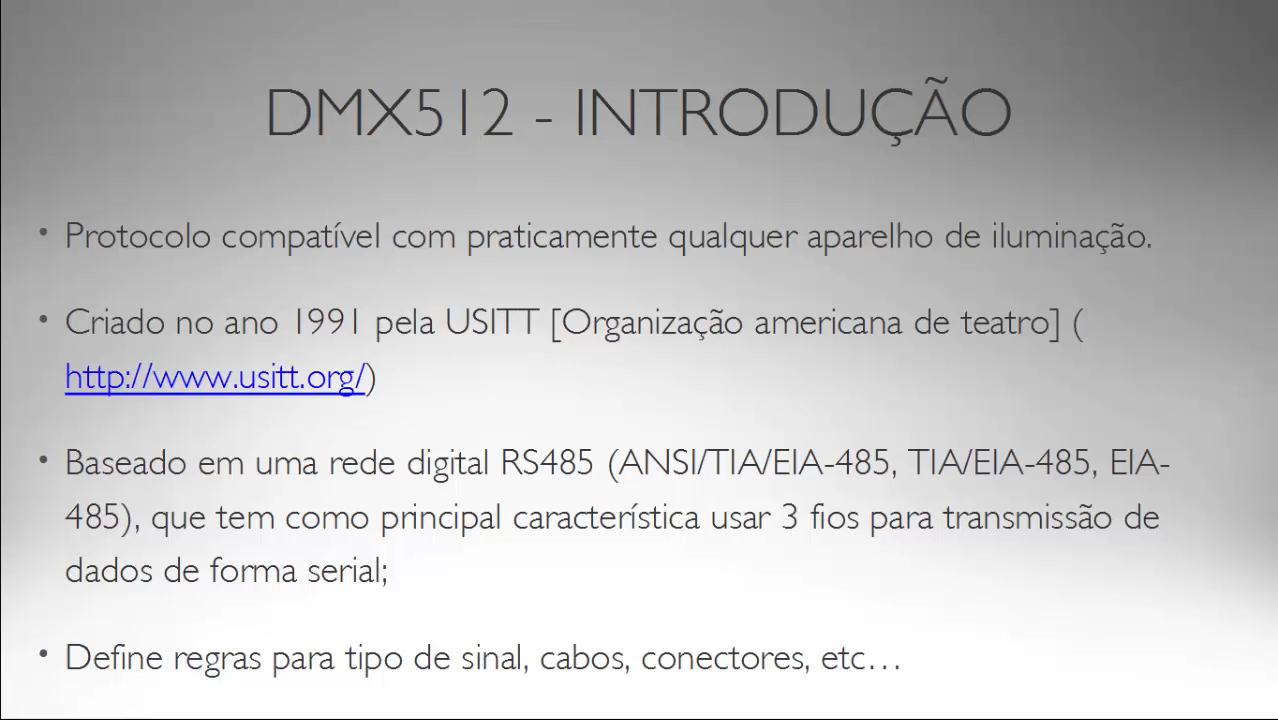 DMX512 - INTRODUÇÃO
• Protocolo compatível com praticamente qualquer aparelho de iluminação.
• Criado no ano 1991 pela USITT [Organização americana de teatro] (
http://www.usitt.org/)
• Baseado em uma rede digital RS485 (ANSI/TIA/EIA-485, TIA/EIA-485, EIA-
485), que tem como principal característica usar 3 fios para transmissão de
dados de forma serial;
• Define regras para tipo de sinal, cabos, conectores, etc…